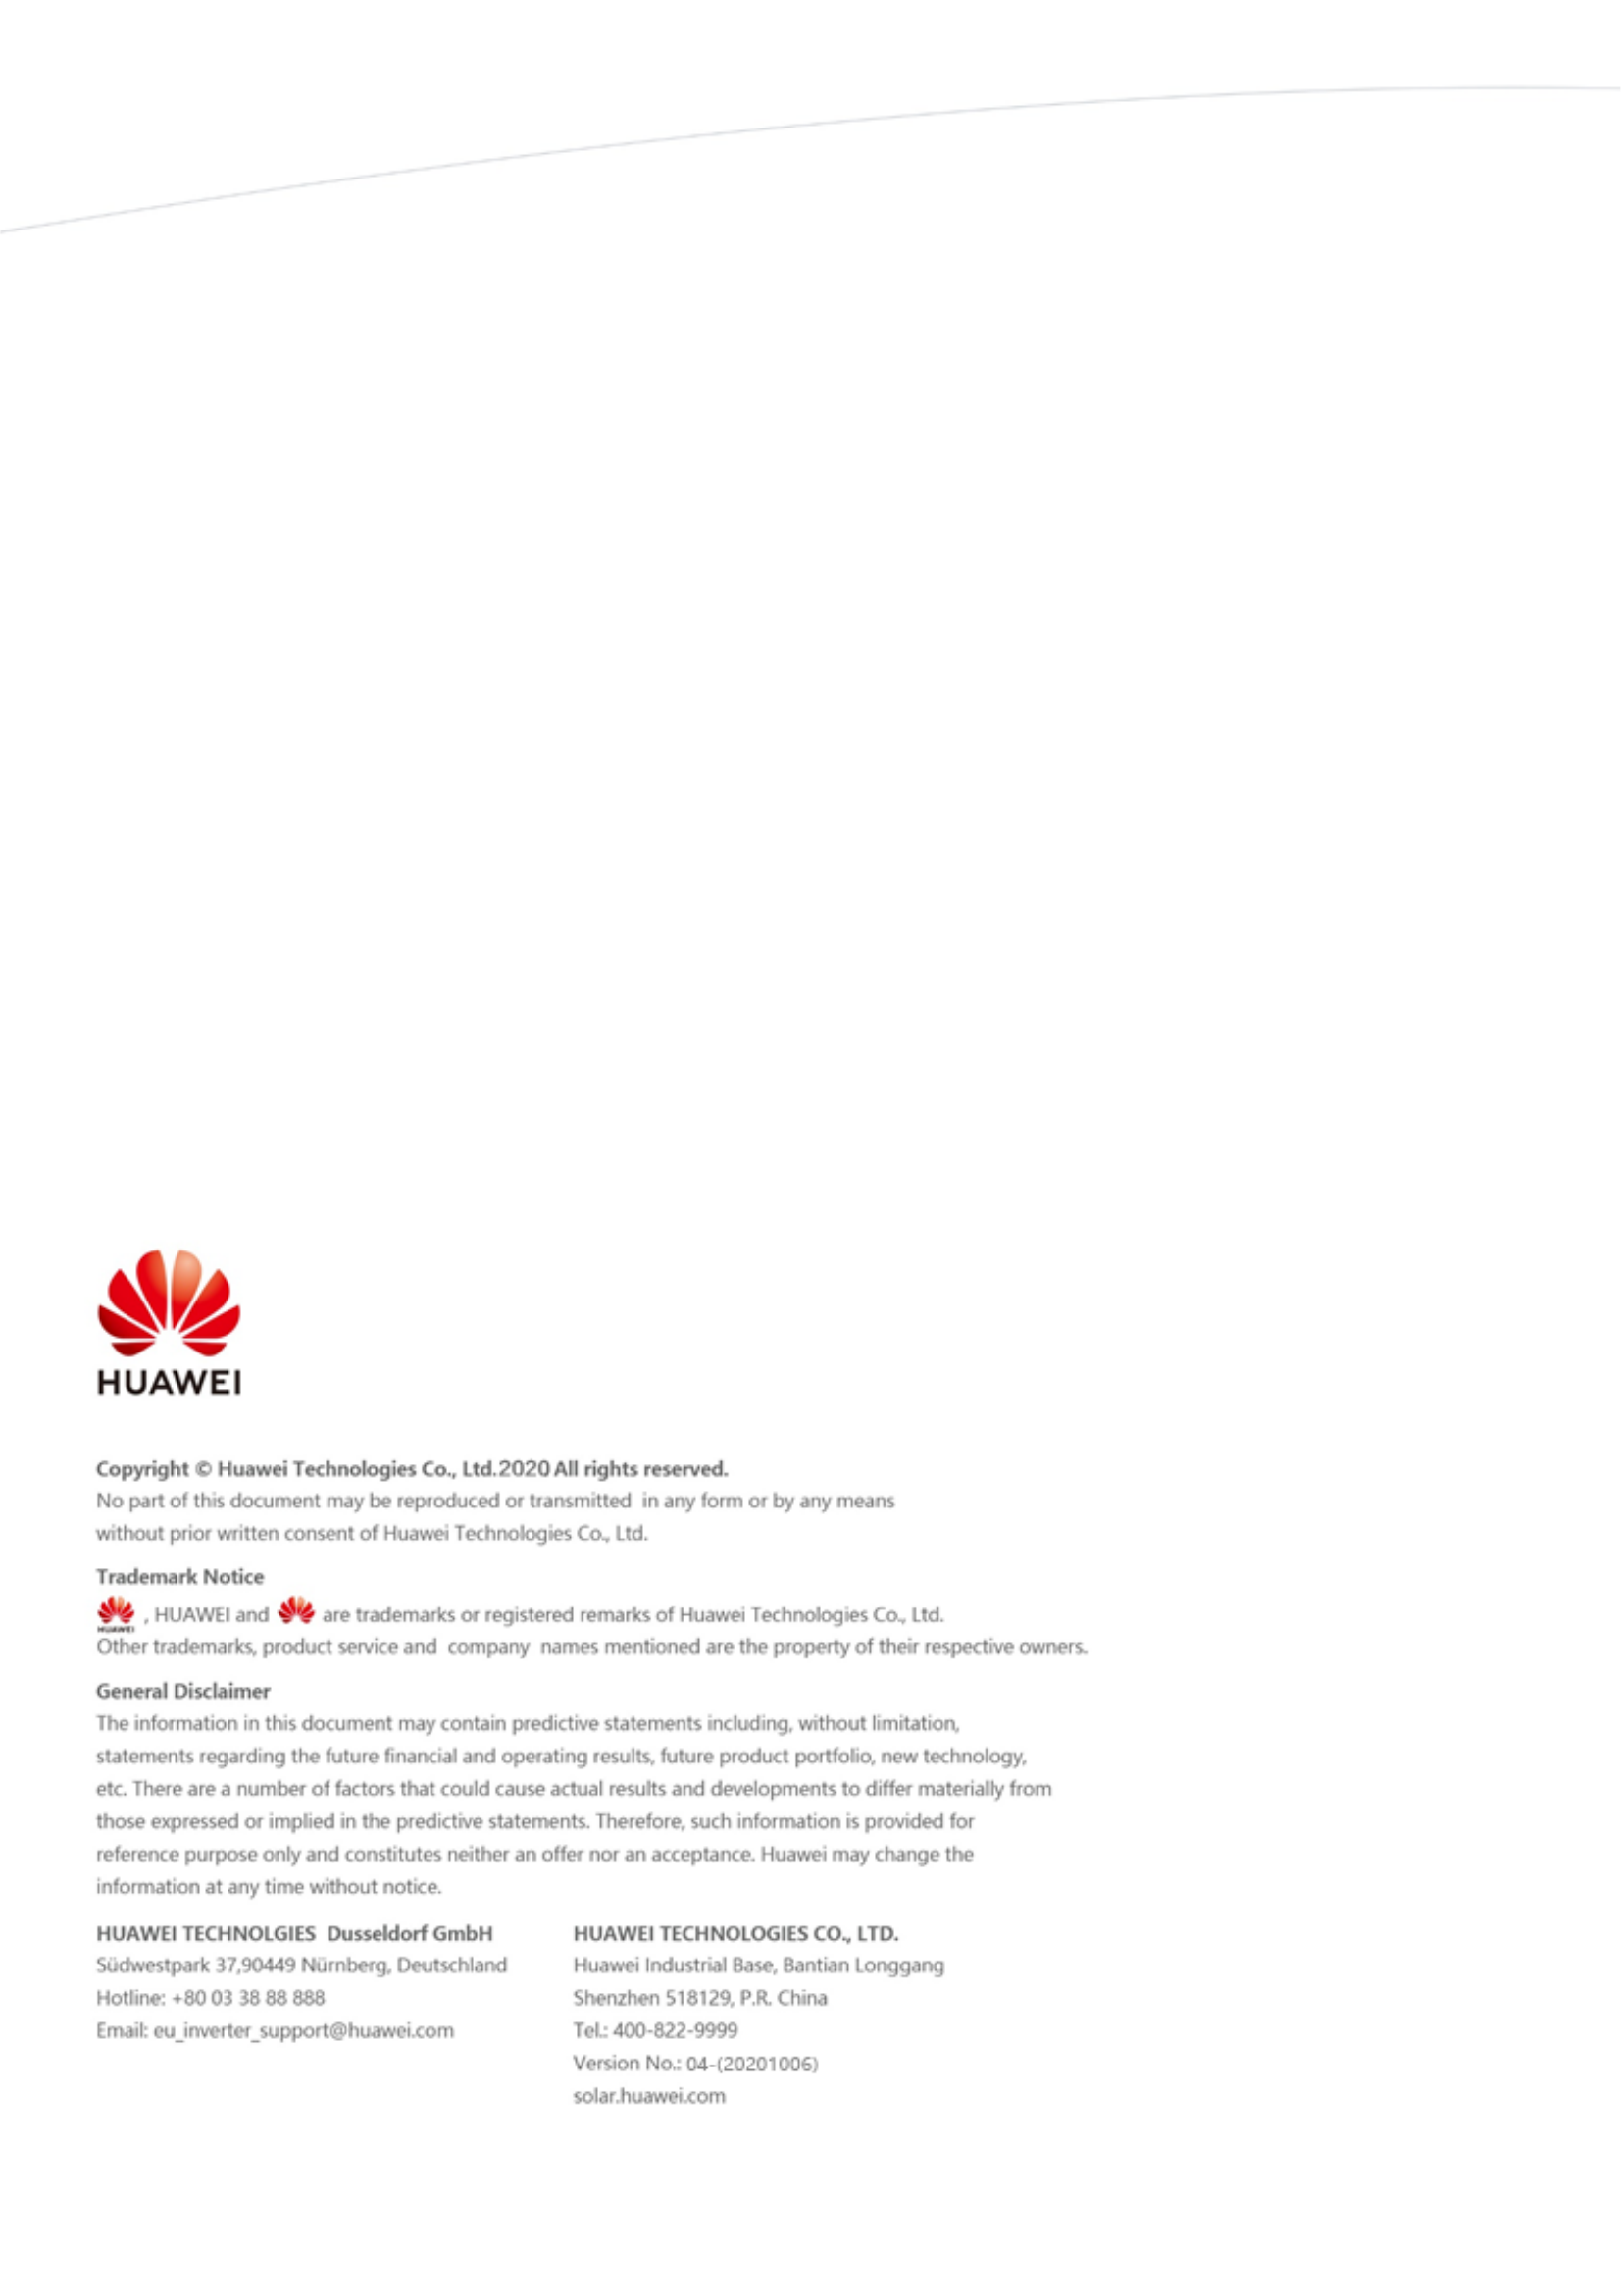 HUAWEI
Copyright © Huawei Technologies Co., Ltd.2020 All rights reserved.
No part of this document may be reproduced or transmitted in any form or by any means
without prior written consent of Huawei Technologies Co., Ltd.
Trademark Notice
HUAWEI , HUAWEI and are trademarks or registered remarks of Huawei Technologies Co., Ltd.
Other trademarks, product service and company names mentioned are the property of their respective owners.
General Disclaimer
The information in this document may contain predictive statements including, without limitation,
statements regarding the future financial and operating results, future product portfolio, new technology,
etc. There are a number of factors that could cause actual results and developments to differ materially from
those expressed or implied in the predictive statements. Therefore, such information is provided for
reference purpose only and constitutes neither an offer nor an acceptance. Huawei may change the
information at any time without notice.
HUAWEI TECHNOLGIES Dusseldorf GmbH
Südwestpark 37,90449 Nürnberg, Deutschland
Hotline: +80 03 38 88 888
Email: eu_inverter_support@huawei.com
HUAWEI TECHNOLOGIES CO., LTD.
Huawei Industrial Base, Bantian Longgang
Shenzhen 518129, P.R. China
Tel.: 400-822-9999
Version No.: 04-(20201006)
solar.huawei.com